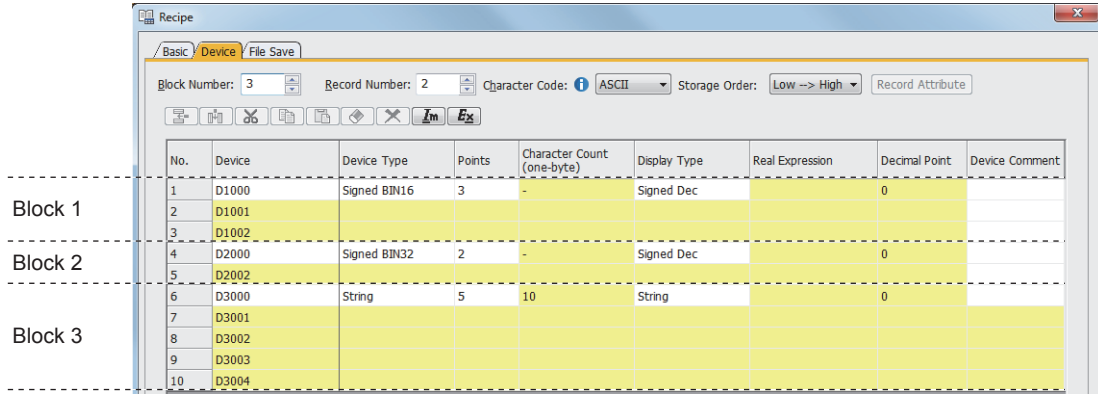 Recipe
Basic Device File Save
Block Number: 3 Record Number: 2 Character Code: ASCII Storage Order: Low --> High Record Attribute
Im Ex
No. Device Device Type Points Character Count (one-byte) Display Type Real Expression Decimal Point Device Comment
Block 1
1 D1000 Signed BIN16 3 - Signed Dec 0
2 D1001
3 D1002
Block 2
4 D2000 Signed BIN32 2 - Signed Dec 0
5 D2002
Block 3
6 D3000 String 5 10 String 0
7 D3001
8 D3002
9 D3003
10 D3004